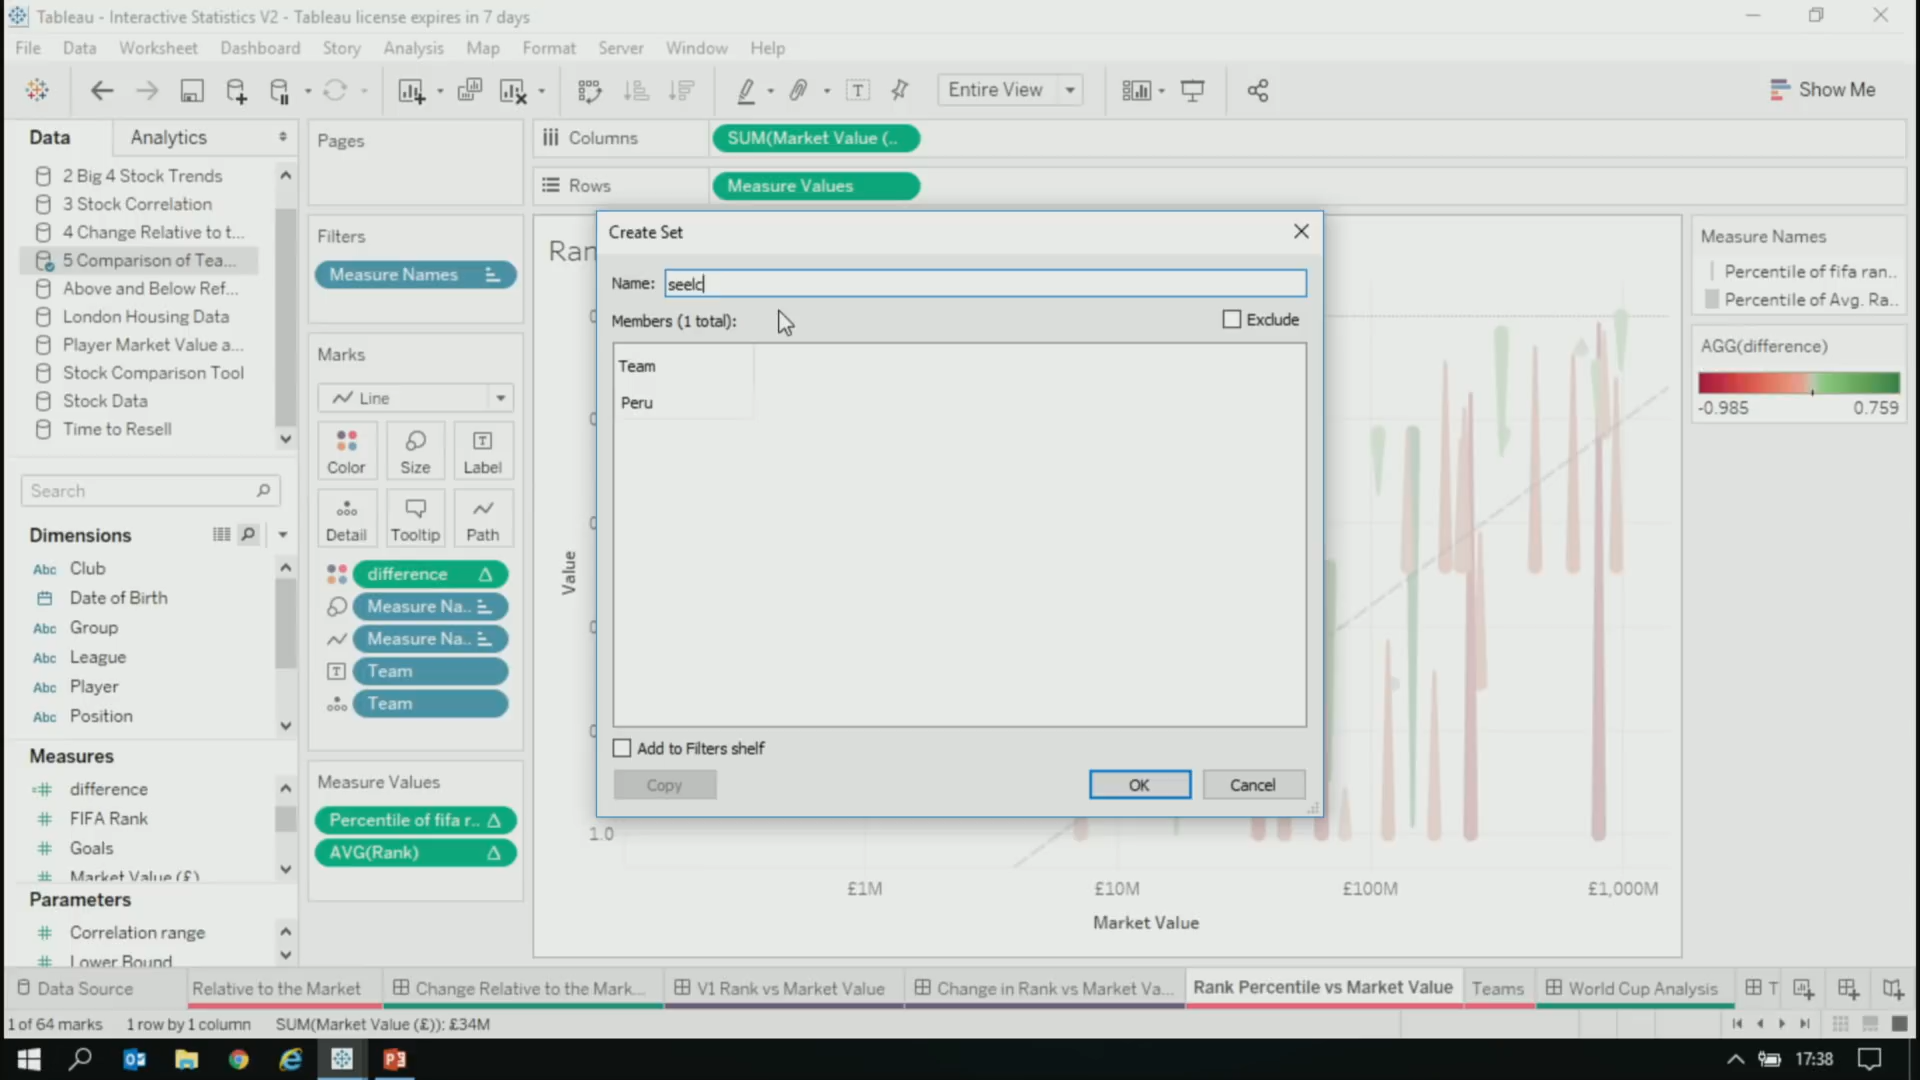 Tableau - Interactive Statistics V2 - Tableau license expires in 7 days
File Data Worksheet Dashboard Story Analysis Map Format Server Window Help
Entire View
Show Me
Data
Analytics
2 Big 4 Stock Trends
3 Stock Correlation
4 Change Relative to t...
5 Comparison of Tea...
Above and Below Ref...
London Housing Data
Player Market Value a...
Stock Comparison Tool
Stock Data
Time to Resell
Search
Dimensions
Abc Club
Date of Birth
Abc Group
Abc League
Abc Player
Abc Position
Measures
difference
FIFA Rank
Goals
Market Value (£)
Parameters
Correlation range
Lower Bound
Pages
Filters
Measure Names
Marks
Line
Color
Size
Label
Detail
Tooltip
Path
difference
Measure Na..
Measure Na..
Team
Team
Measure Values
Percentile of fifa r..
AVG(Rank)
Columns
SUM(Market Value (..
Rows
Measure Values
Ran
Create Set
Name: seelc
Members (1 total):
Exclude
Team
Peru
Add to Filters shelf
Copy
OK
Cancel
Value
1.0
£1M
£10M
£100M
£1,000M
Market Value
Measure Names
Percentile of fifa ran..
Percentile of Avg. Ra..
AGG(difference)
-0.985
0.759
Data Source
Relative to the Market
Change Relative to the Mark...
V1 Rank vs Market Value
Change in Rank vs Market Va...
Rank Percentile vs Market Value
Teams
World Cup Analysis
T
1 of 64 marks
1 row by 1 column
SUM(Market Value (£)): £34M
17:38